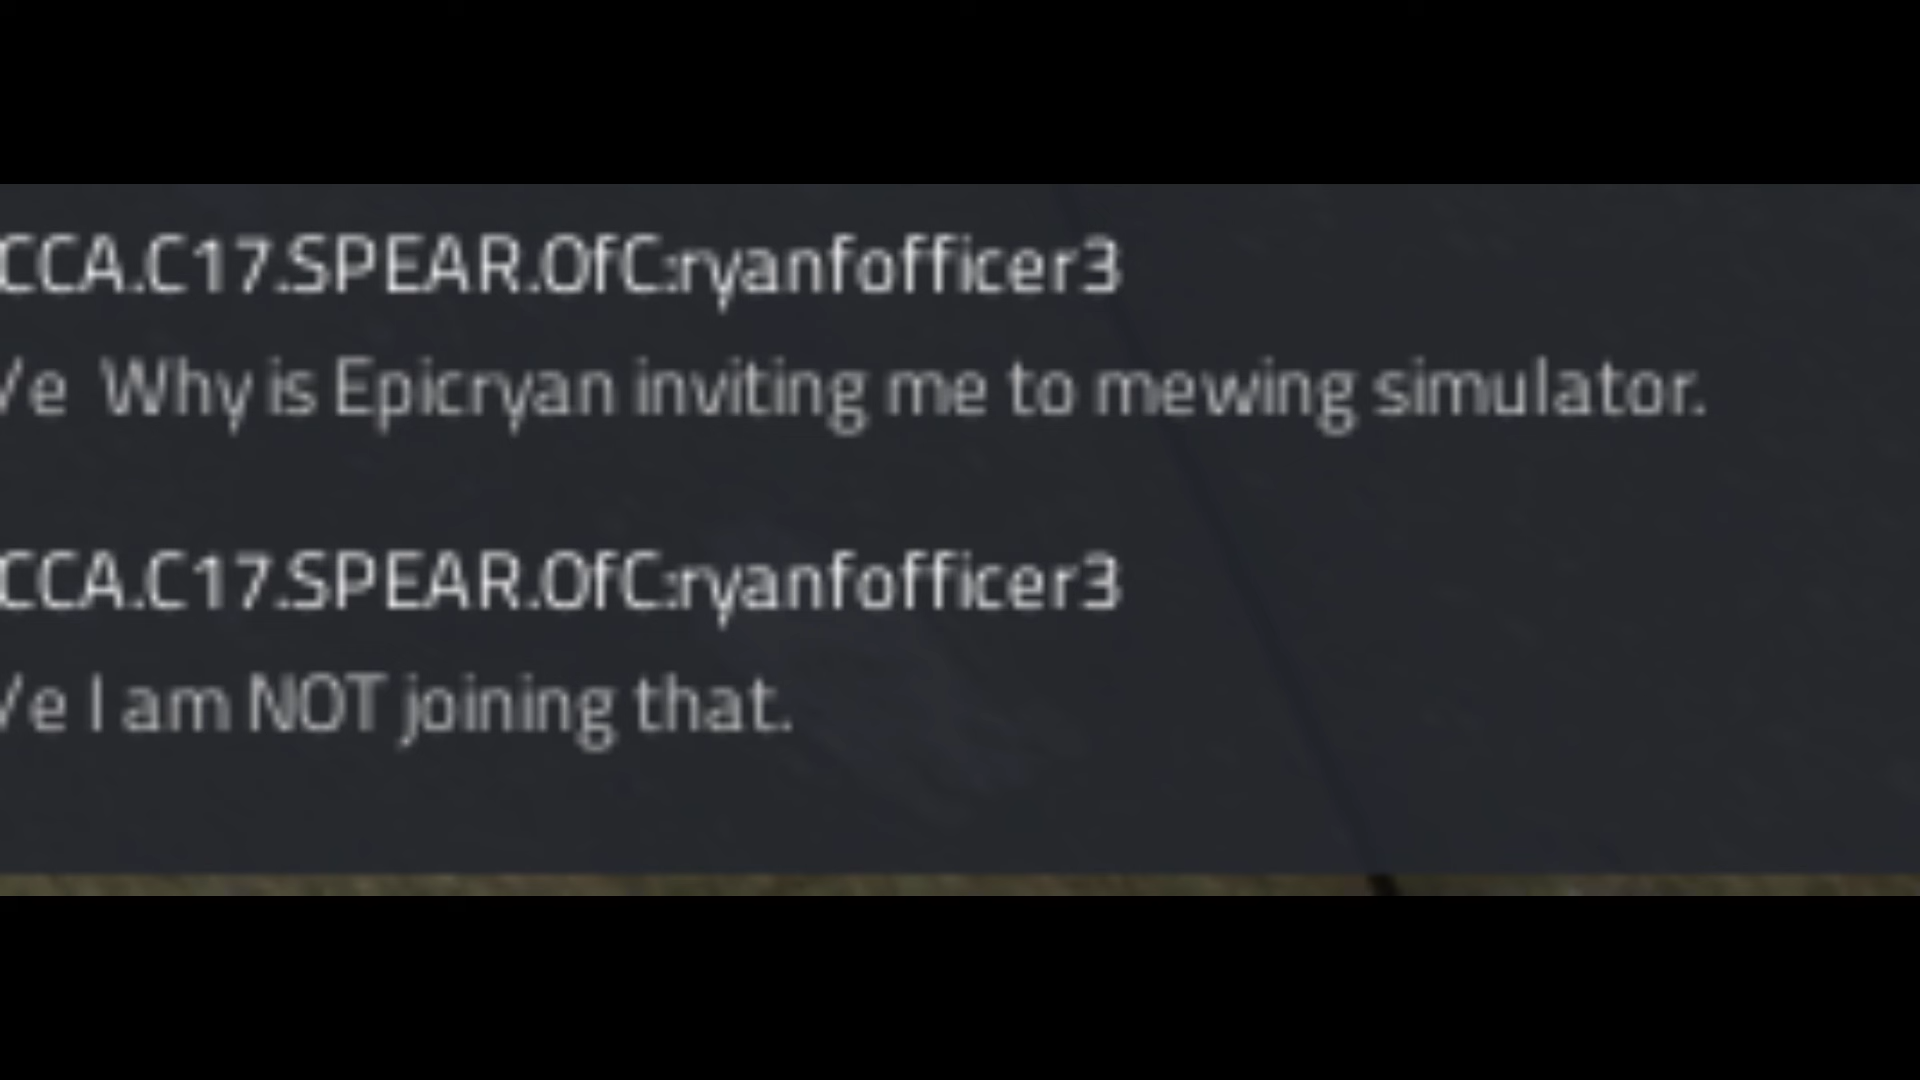 CCA.C17.SPEAR.OfC:ryanfofficer3
/e Why is Epicryan inviting me to mewing simulator.
CCA.C17.SPEAR.OfC:ryanfofficer3
/e I am NOT joining that.